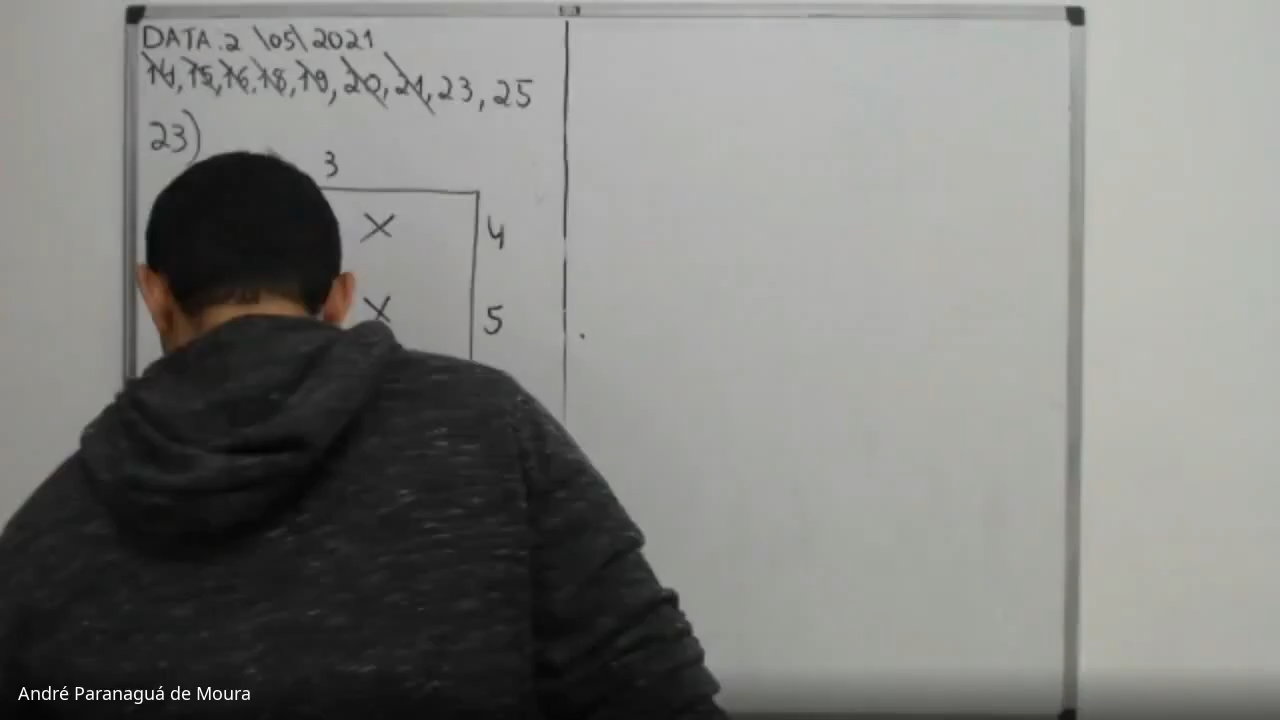 DATA.2 \05\2021
14, 15, 16, 18, 19, 20, 21, 23, 25
23)
3
X
4
X
5
André Paranaguá de Moura